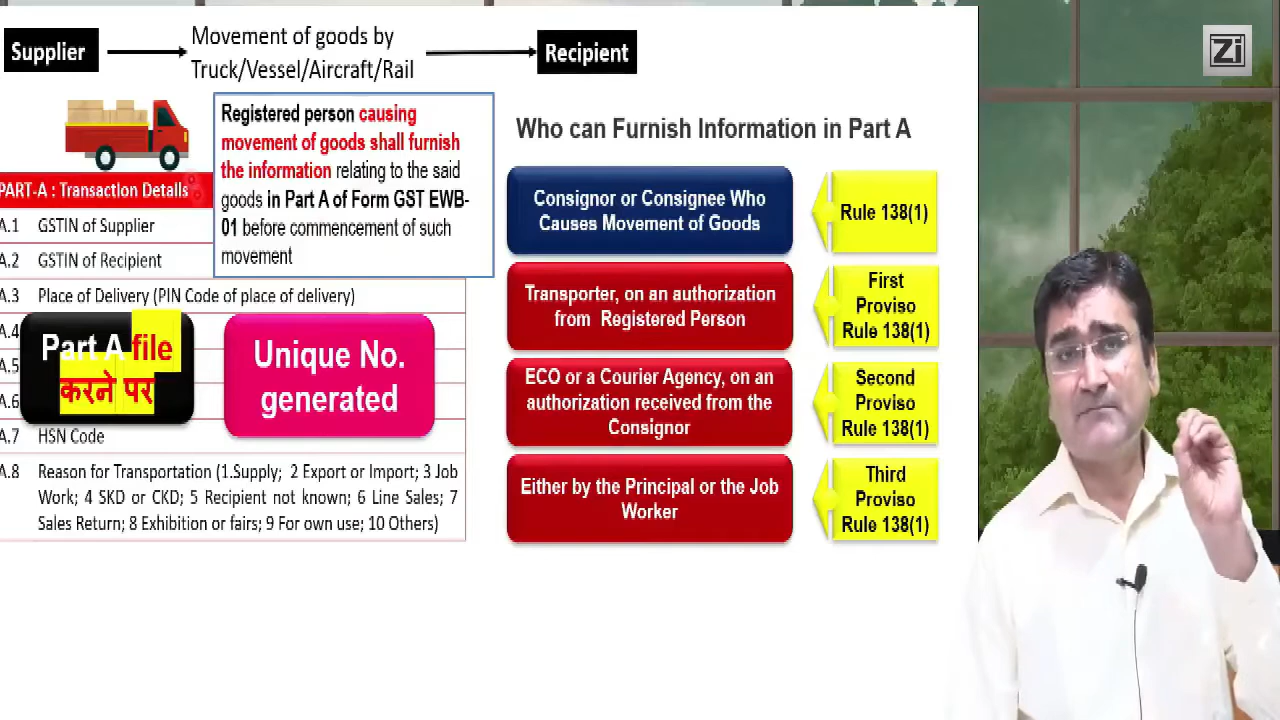 Supplier
Movement of goods by
Truck/Vessel/Aircraft/Rail
Recipient
Zi
Registered person causing
movement of goods shall furnish
the information relating to the said
goods in Part A of Form GST EWB-
01 before commencement of such
movement
PART-A : Transaction Details
A.1 GSTIN of Supplier
A.2 GSTIN of Recipient
A.3 Place of Delivery (PIN Code of place of delivery)
A.4
A.5
A.6
Part A file
करने पर
Unique No.
generated
A.7 HSN Code
A.8 Reason for Transportation (1.Supply; 2 Export or Import; 3 Job
Work; 4 SKD or CKD; 5 Recipient not known; 6 Line Sales; 7
Sales Return; 8 Exhibition or fairs; 9 For own use; 10 Others)
Who can Furnish Information in Part A
Consignor or Consignee Who
Causes Movement of Goods
Rule 138(1)
Transporter, on an authorization
from Registered Person
First
Proviso
Rule 138(1)
ECO or a Courier Agency, on an
authorization received from the
Consignor
Second
Proviso
Rule 138(1)
Either by the Principal or the Job
Worker
Third
Proviso
Rule 138(1)